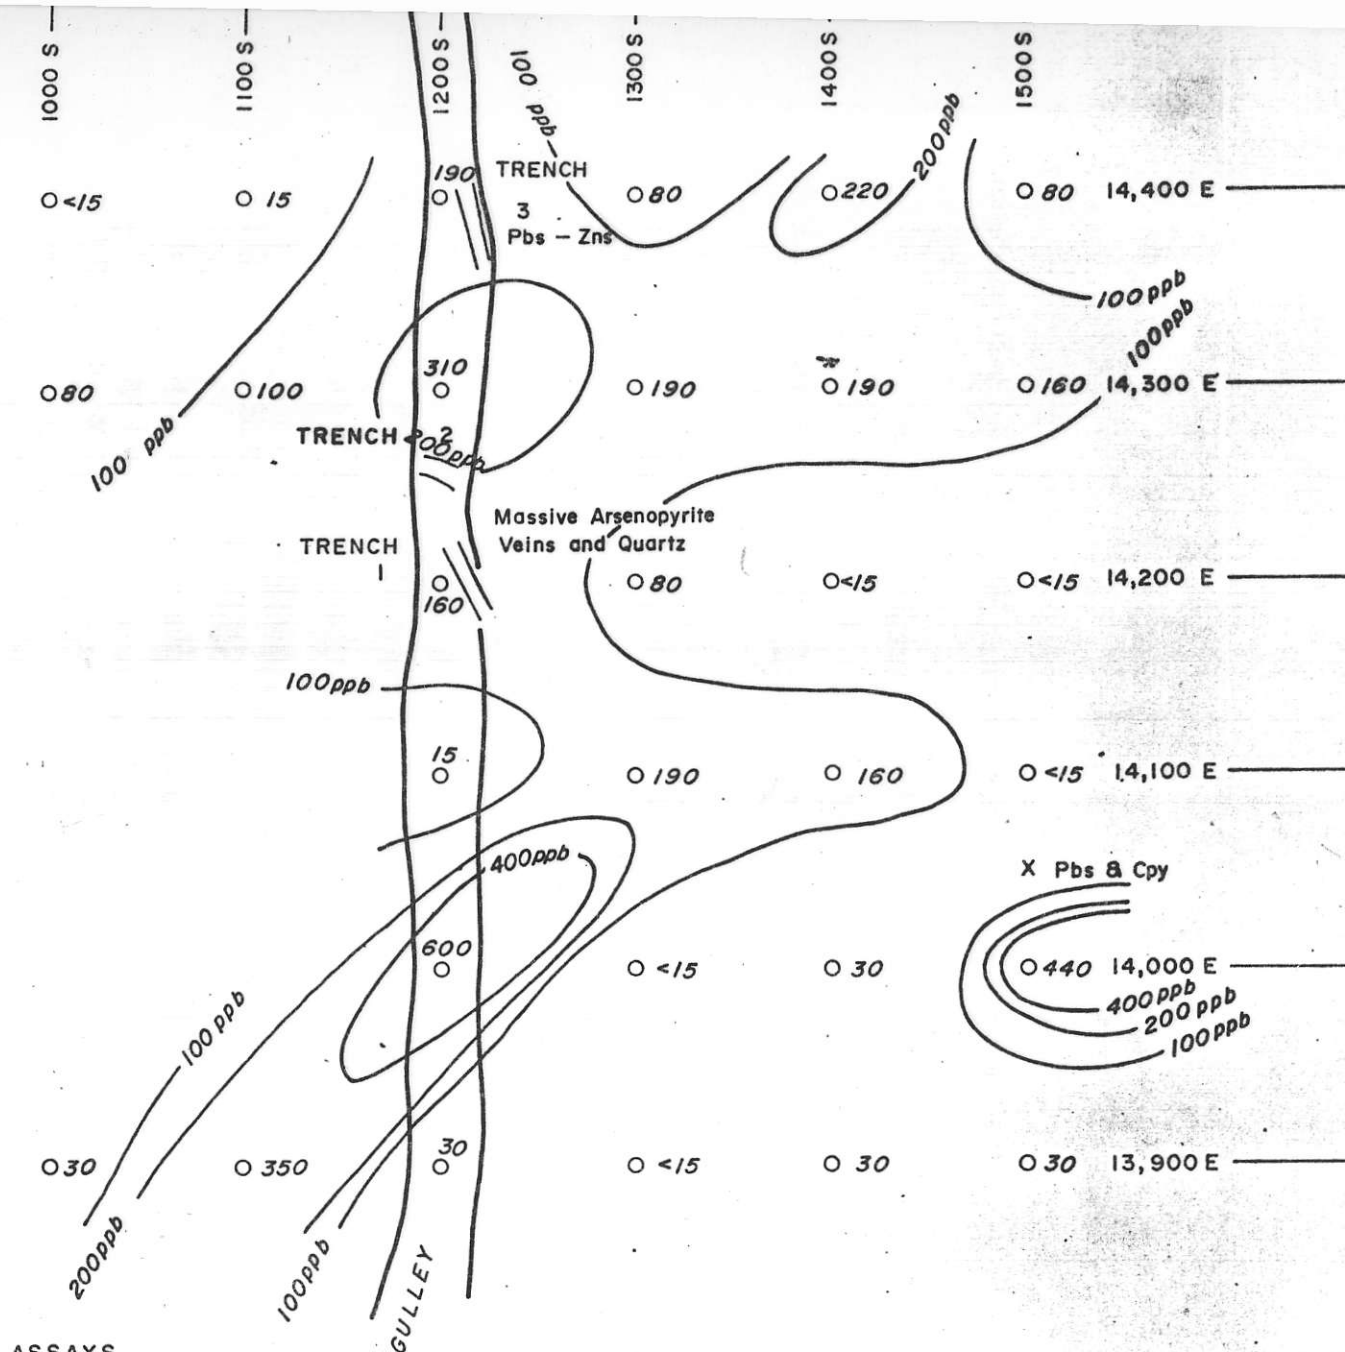 1000 S
1100 S
1200 S
1300 S
1400 S
1500 S
100 ppb
200 ppb
<15
15
190
TRENCH
3
Pbs - Zns
80
220
80
14,400 E
100 ppb
100 ppb
80
100
310
190
190
160
14,300 E
100 ppb
TRENCH 2
200 ppb
Massive Arsenopyrite
Veins and Quartz
TRENCH
1
160
80
<15
<15
14,200 E
100 ppb
15
190
160
<15
14,100 E
400 ppb
X Pbs & Cpy
600
<15
30
440
14,000 E
400 ppb
200 ppb
100 ppb
100 ppb
30
350
30
<15
30
30
13,900 E
200 ppb
100 ppb
GULLEY
ASSAYS